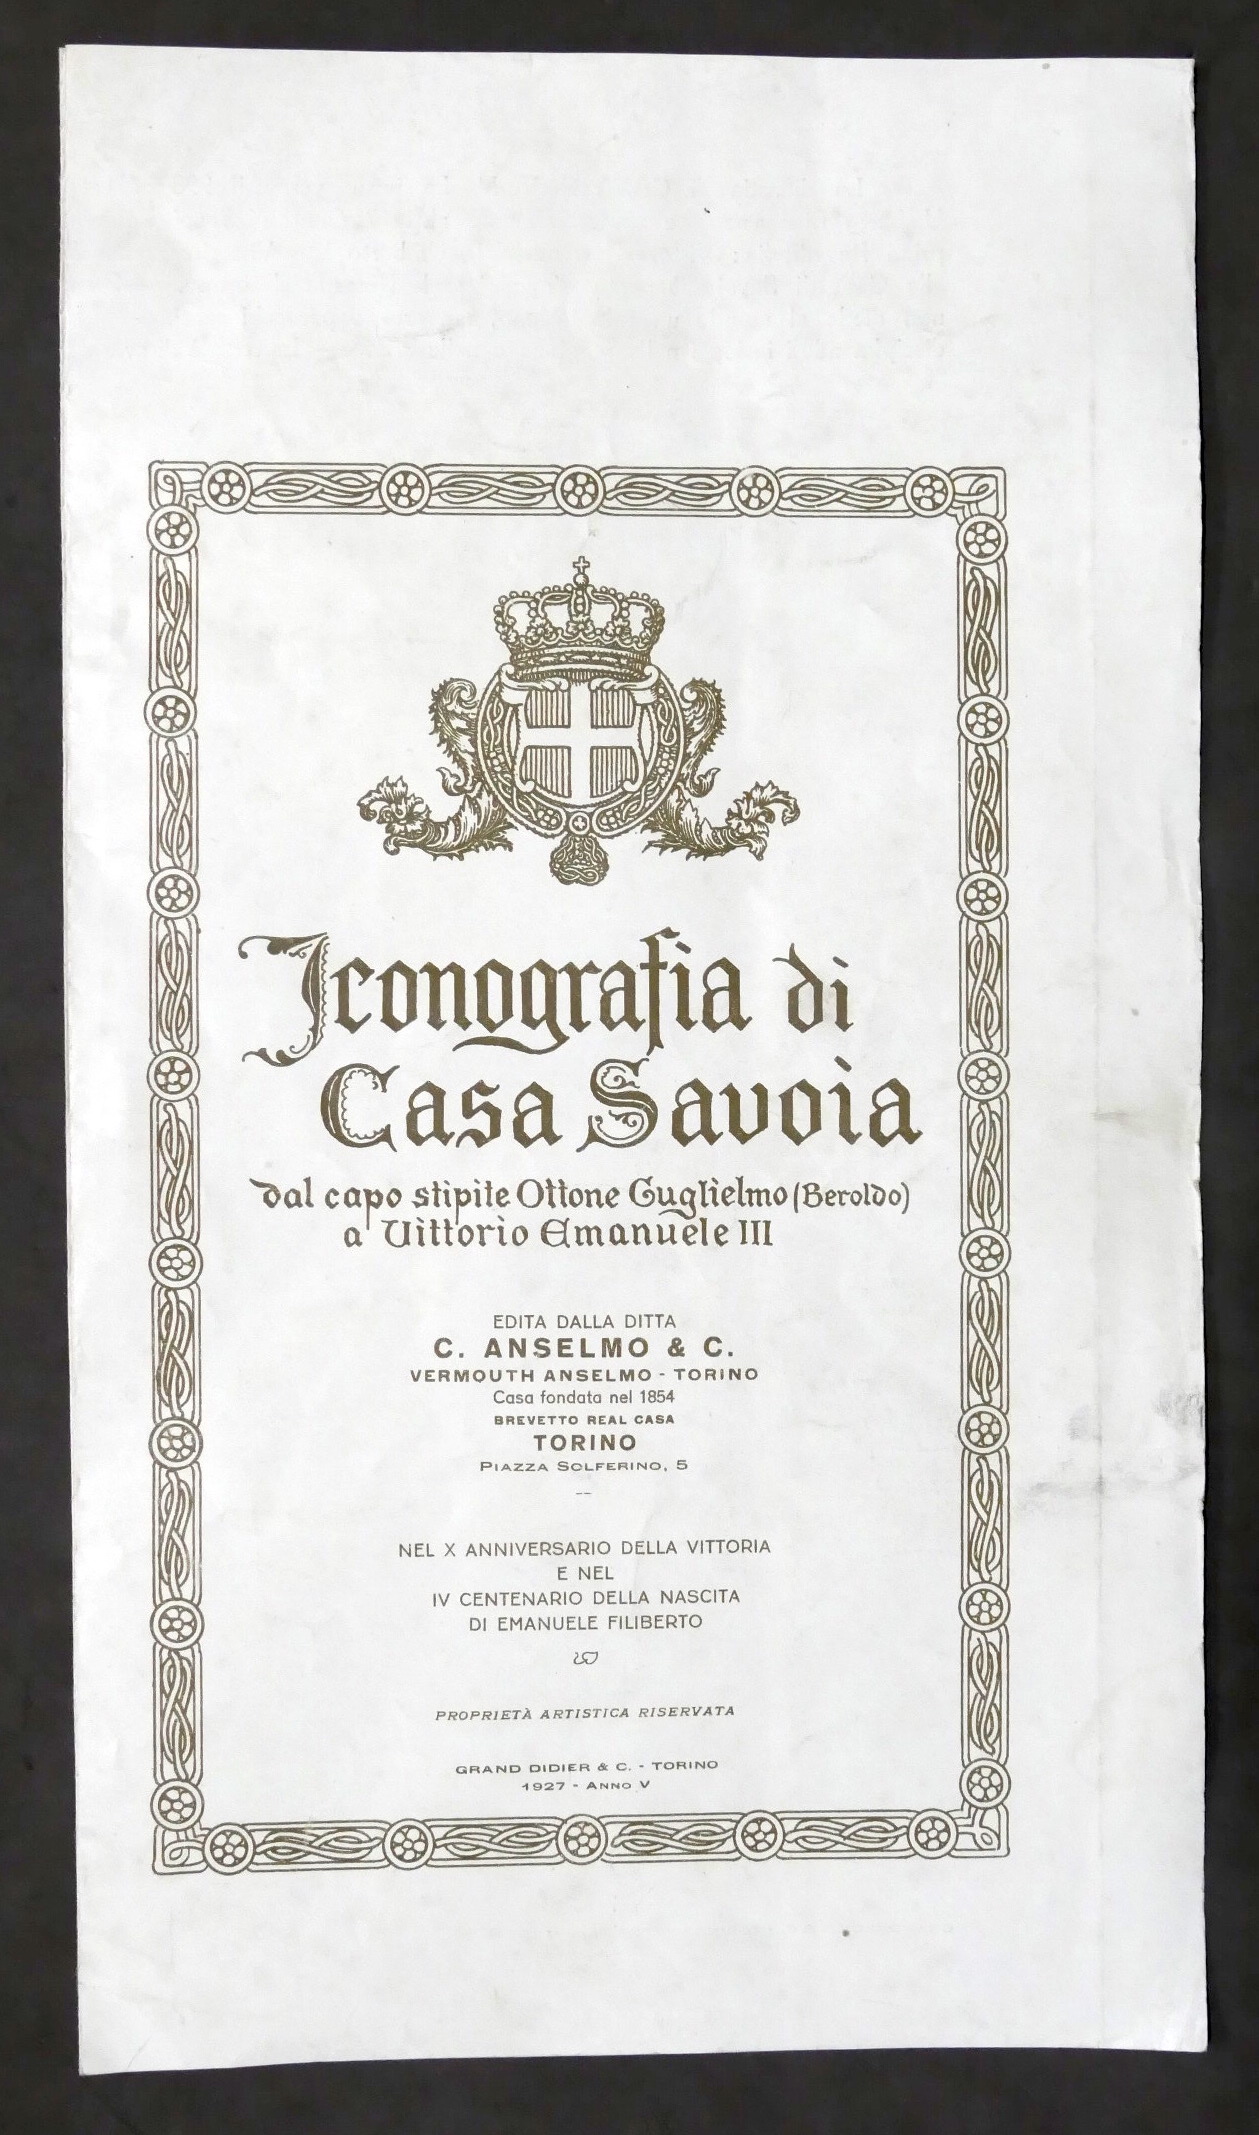 Iconografia di
Casa Savoia
dal capo stipite Ottone Guglielmo (Beroldo)
a Vittorio Emanuele III
EDITA DALLA DITTA
C. ANSELMO & C.
VERMOUTH ANSELMO - TORINO
Casa fondata nel 1854
BREVETTO REAL CASA
TORINO
PIAZZA SOLFERINO, 5
NEL X ANNIVERSARIO DELLA VITTORIA
E NEL
IV CENTENARIO DELLA NASCITA
DI EMANUELE FILIBERTO
PROPRIETÀ ARTISTICA RISERVATA
GRAND DIDIER & C. - TORINO
1927 - ANNO V